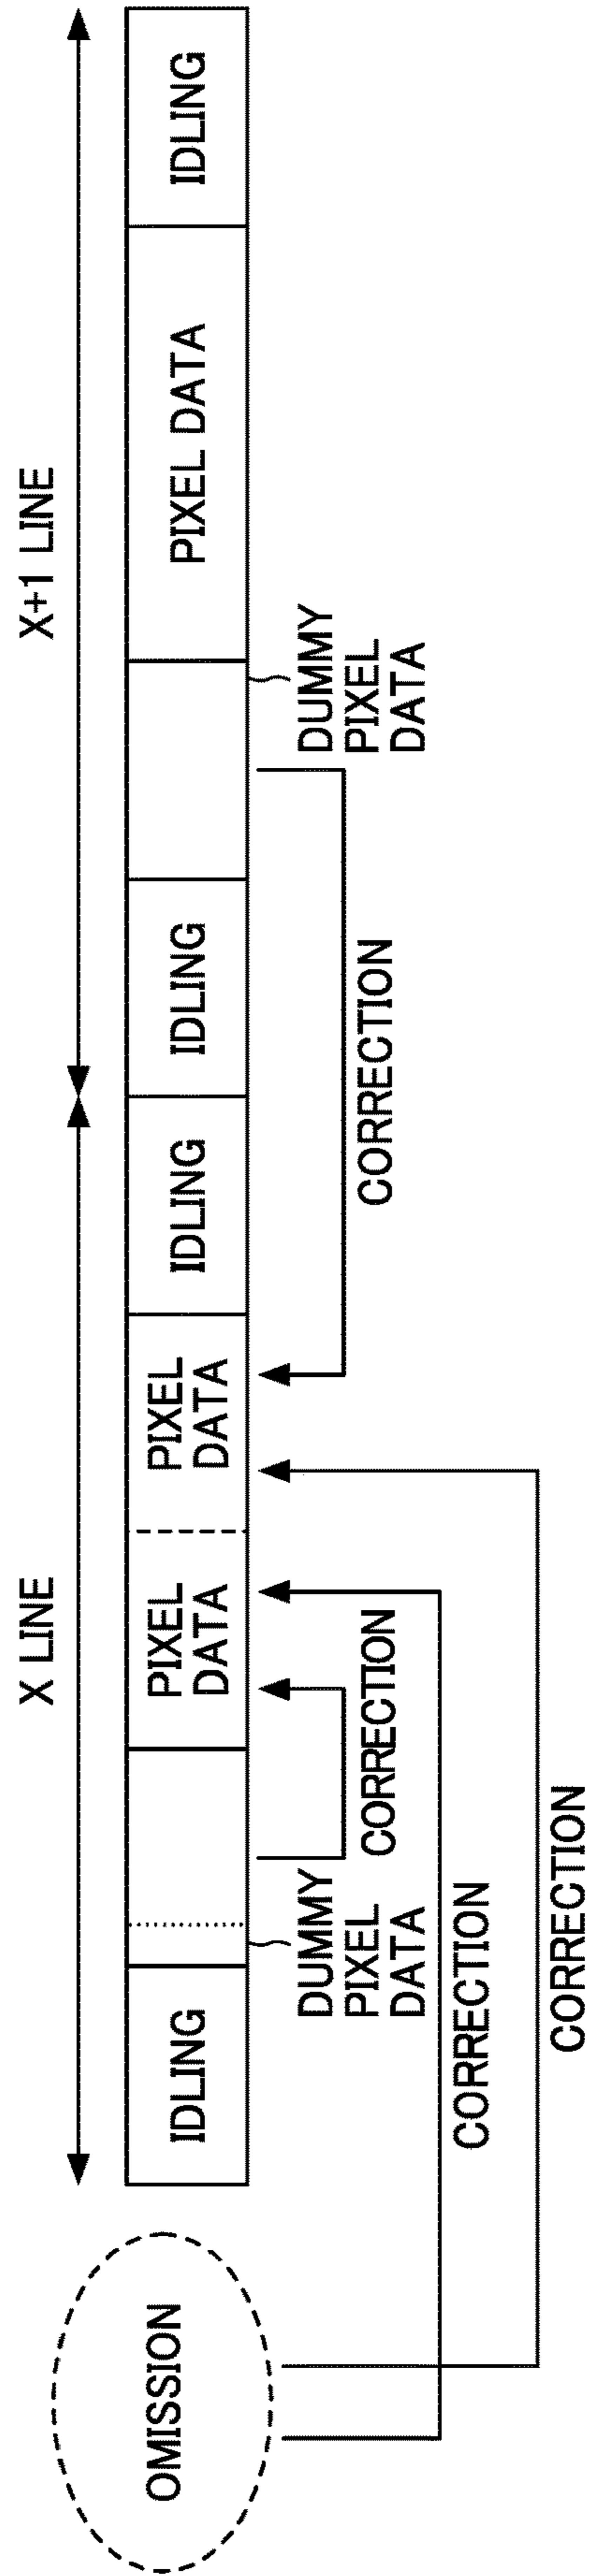 X LINE
X+1 LINE
OMISSION
IDLING
PIXEL
DATA
PIXEL
DATA
IDLING
IDLING
PIXEL DATA
IDLING
DUMMY
PIXEL
DATA
CORRECTION
CORRECTION
DUMMY
PIXEL
DATA
CORRECTION
CORRECTION